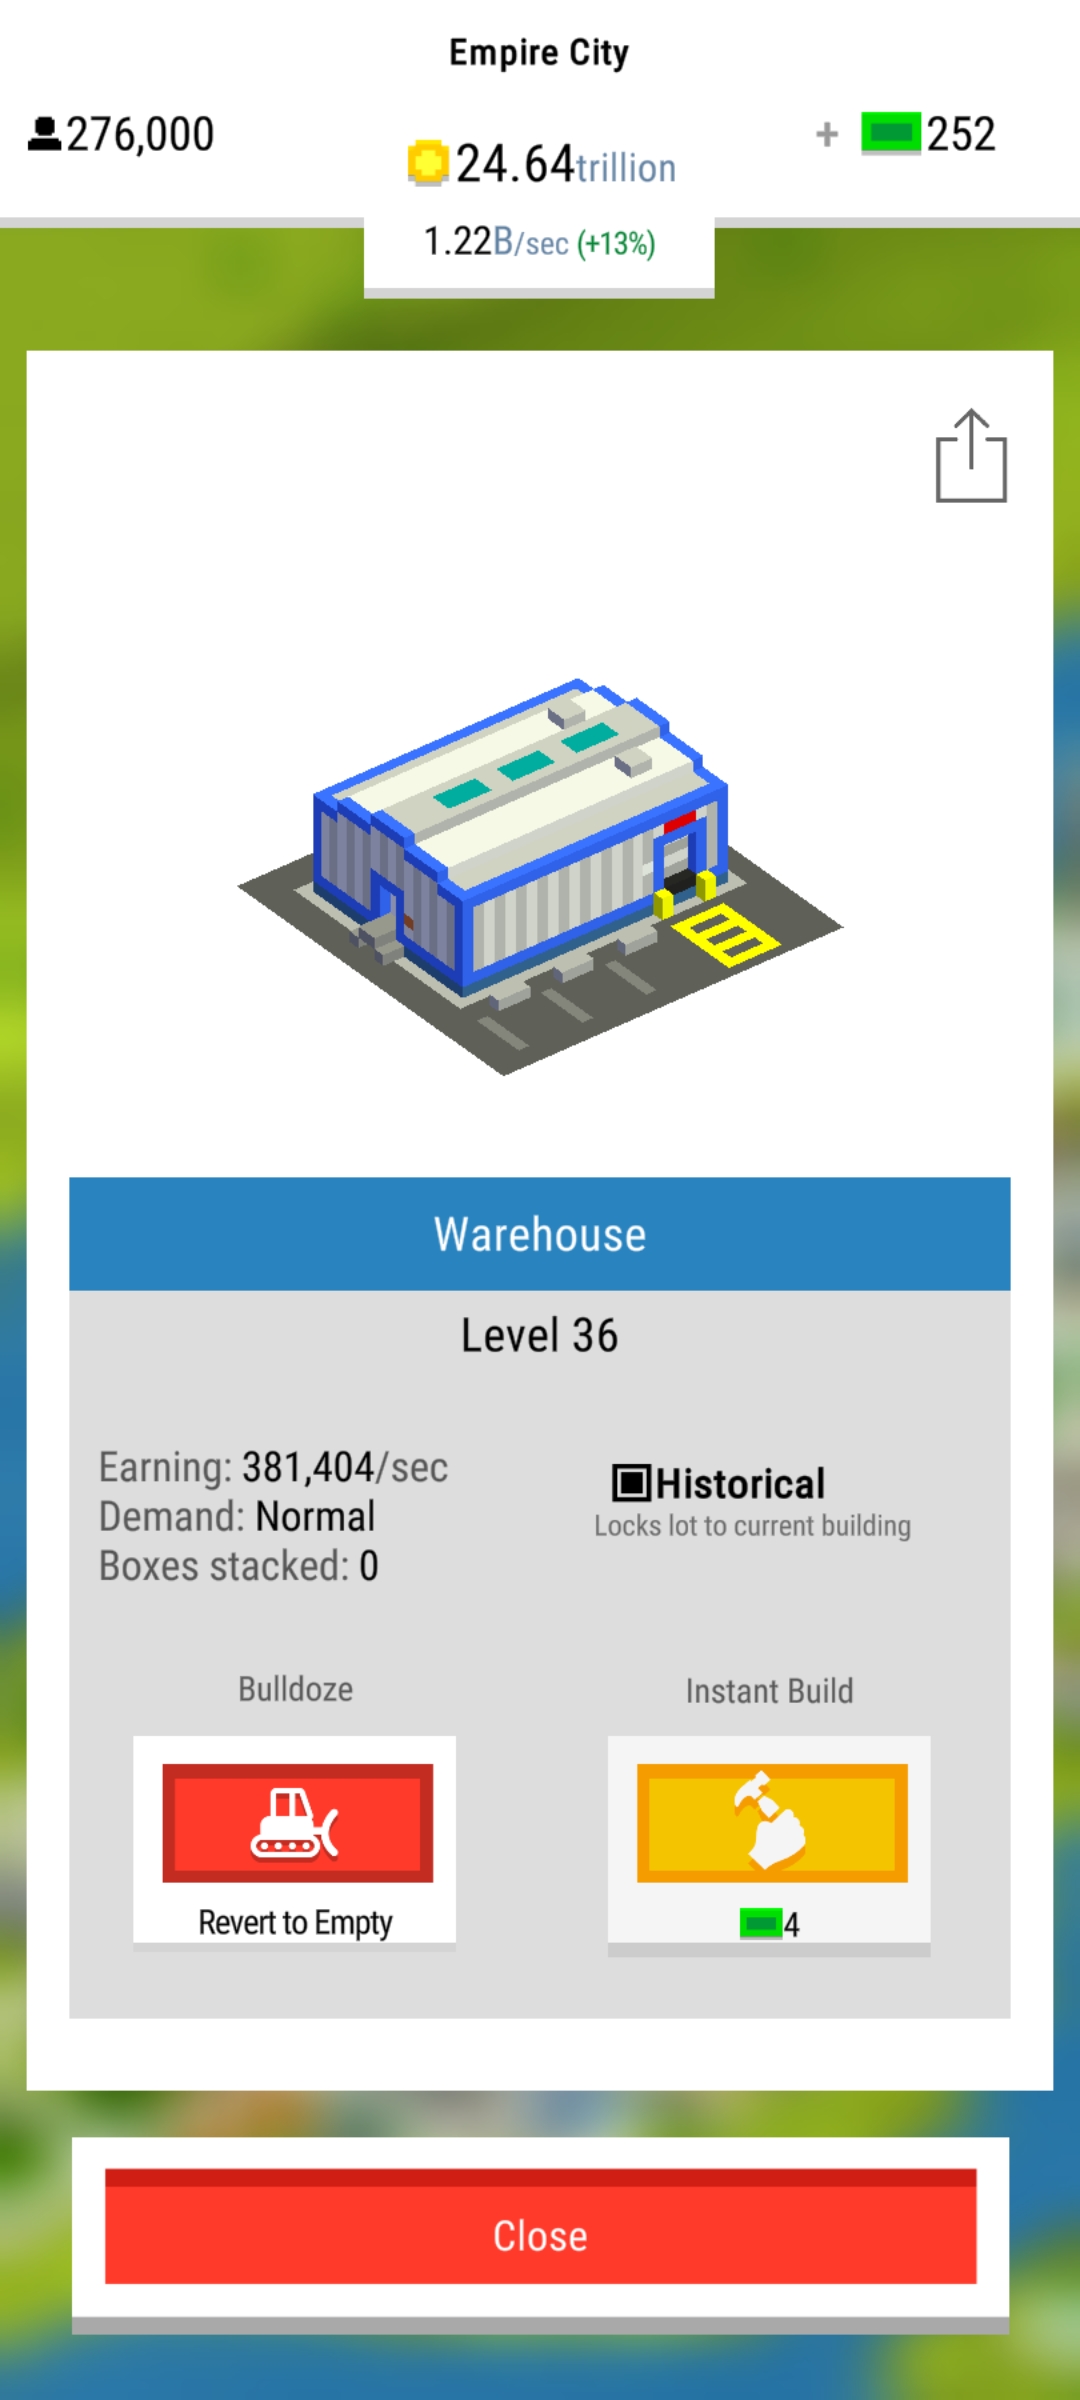 Empire City
276,000
24.64trillion
+ 252
1.22B/sec (+13%)
Warehouse
Level 36
Earning: 381,404/sec
Demand: Normal
Boxes stacked: 0
Historical
Locks lot to current building
Bulldoze
Instant Build
Revert to Empty
4
Close